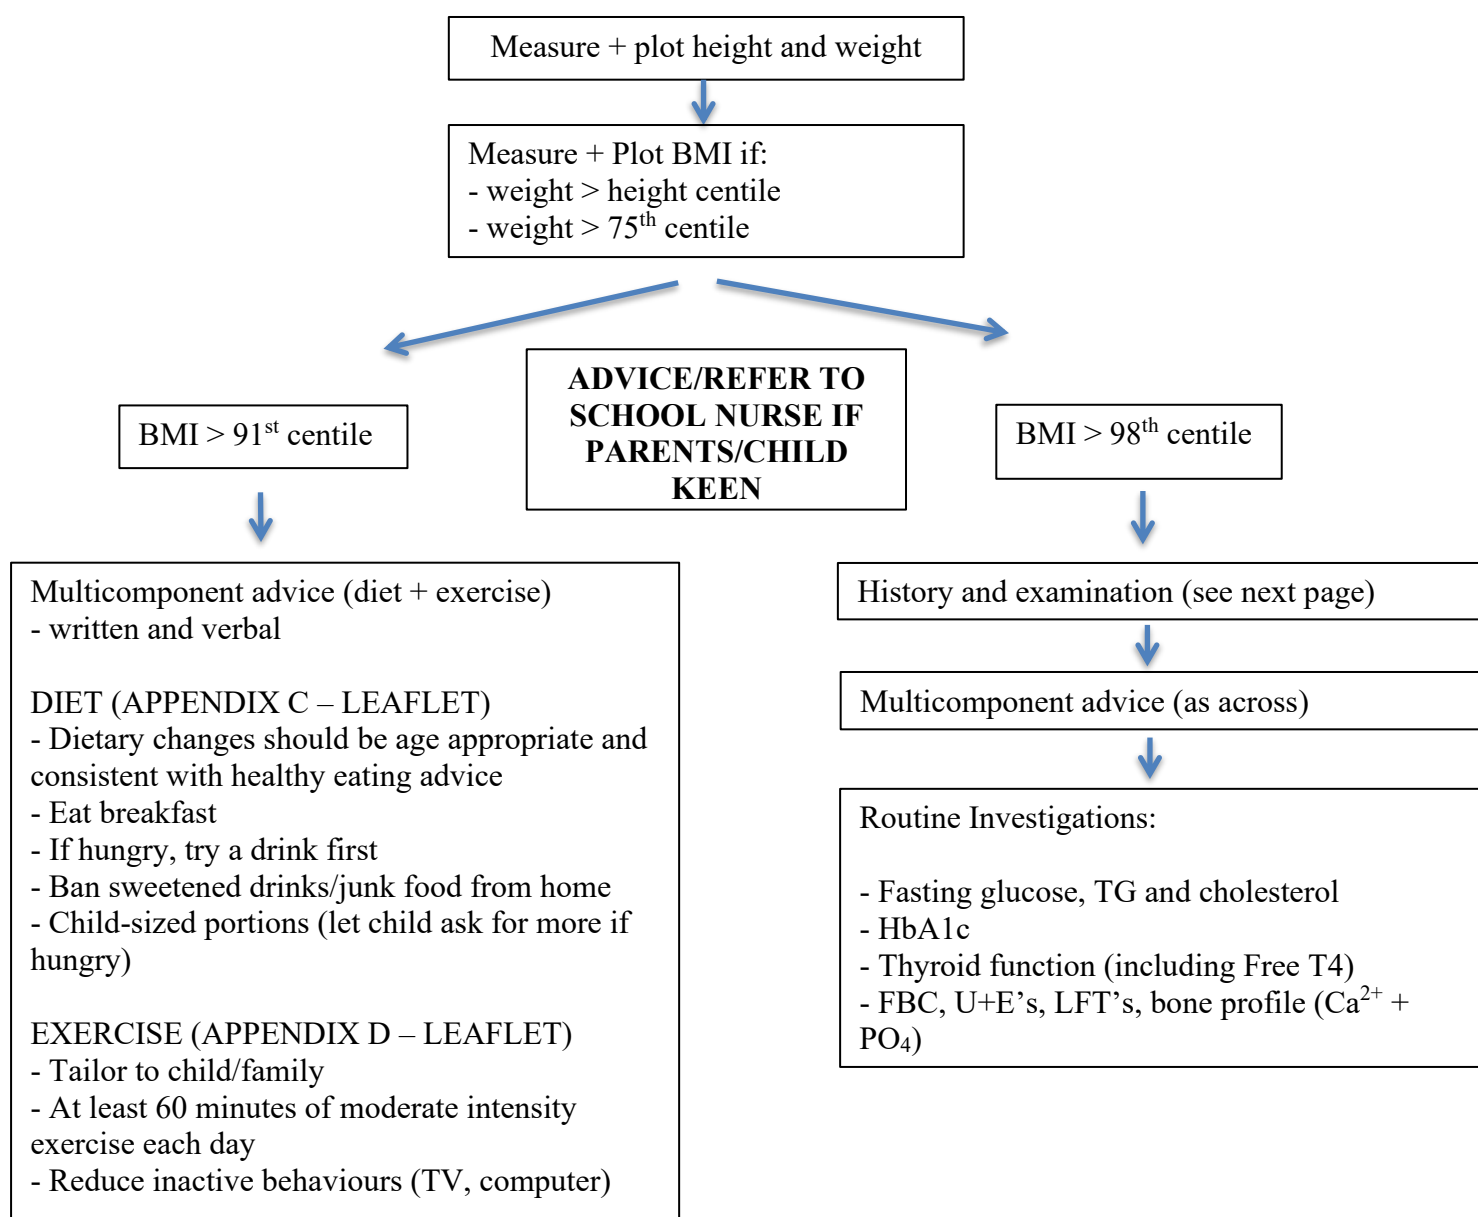 Measure + plot height and weight
Measure + Plot BMI if:
- weight > height centile
- weight > 75th centile
ADVICE/REFER TO
SCHOOL NURSE IF
PARENTS/CHILD
KEEN
BMI > 91st centile
BMI > 98th centile
Multicomponent advice (diet + exercise)
- written and verbal
DIET (APPENDIX C – LEAFLET)
- Dietary changes should be age appropriate and
consistent with healthy eating advice
- Eat breakfast
- If hungry, try a drink first
- Ban sweetened drinks/junk food from home
- Child-sized portions (let child ask for more if
hungry)
EXERCISE (APPENDIX D – LEAFLET)
- Tailor to child/family
- At least 60 minutes of moderate intensity
exercise each day
- Reduce inactive behaviours (TV, computer)
History and examination (see next page)
Multicomponent advice (as across)
Routine Investigations:
- Fasting glucose, TG and cholesterol
- HbA1c
- Thyroid function (including Free T4)
- FBC, U+E’s, LFT’s, bone profile (Ca²⁺ +
PO₄)